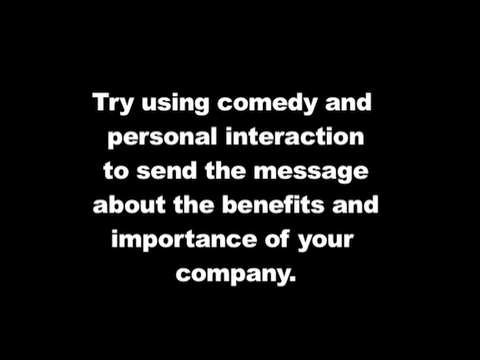 Try using comedy and
personal interaction
to send the message
about the benefits and
importance of your
company.